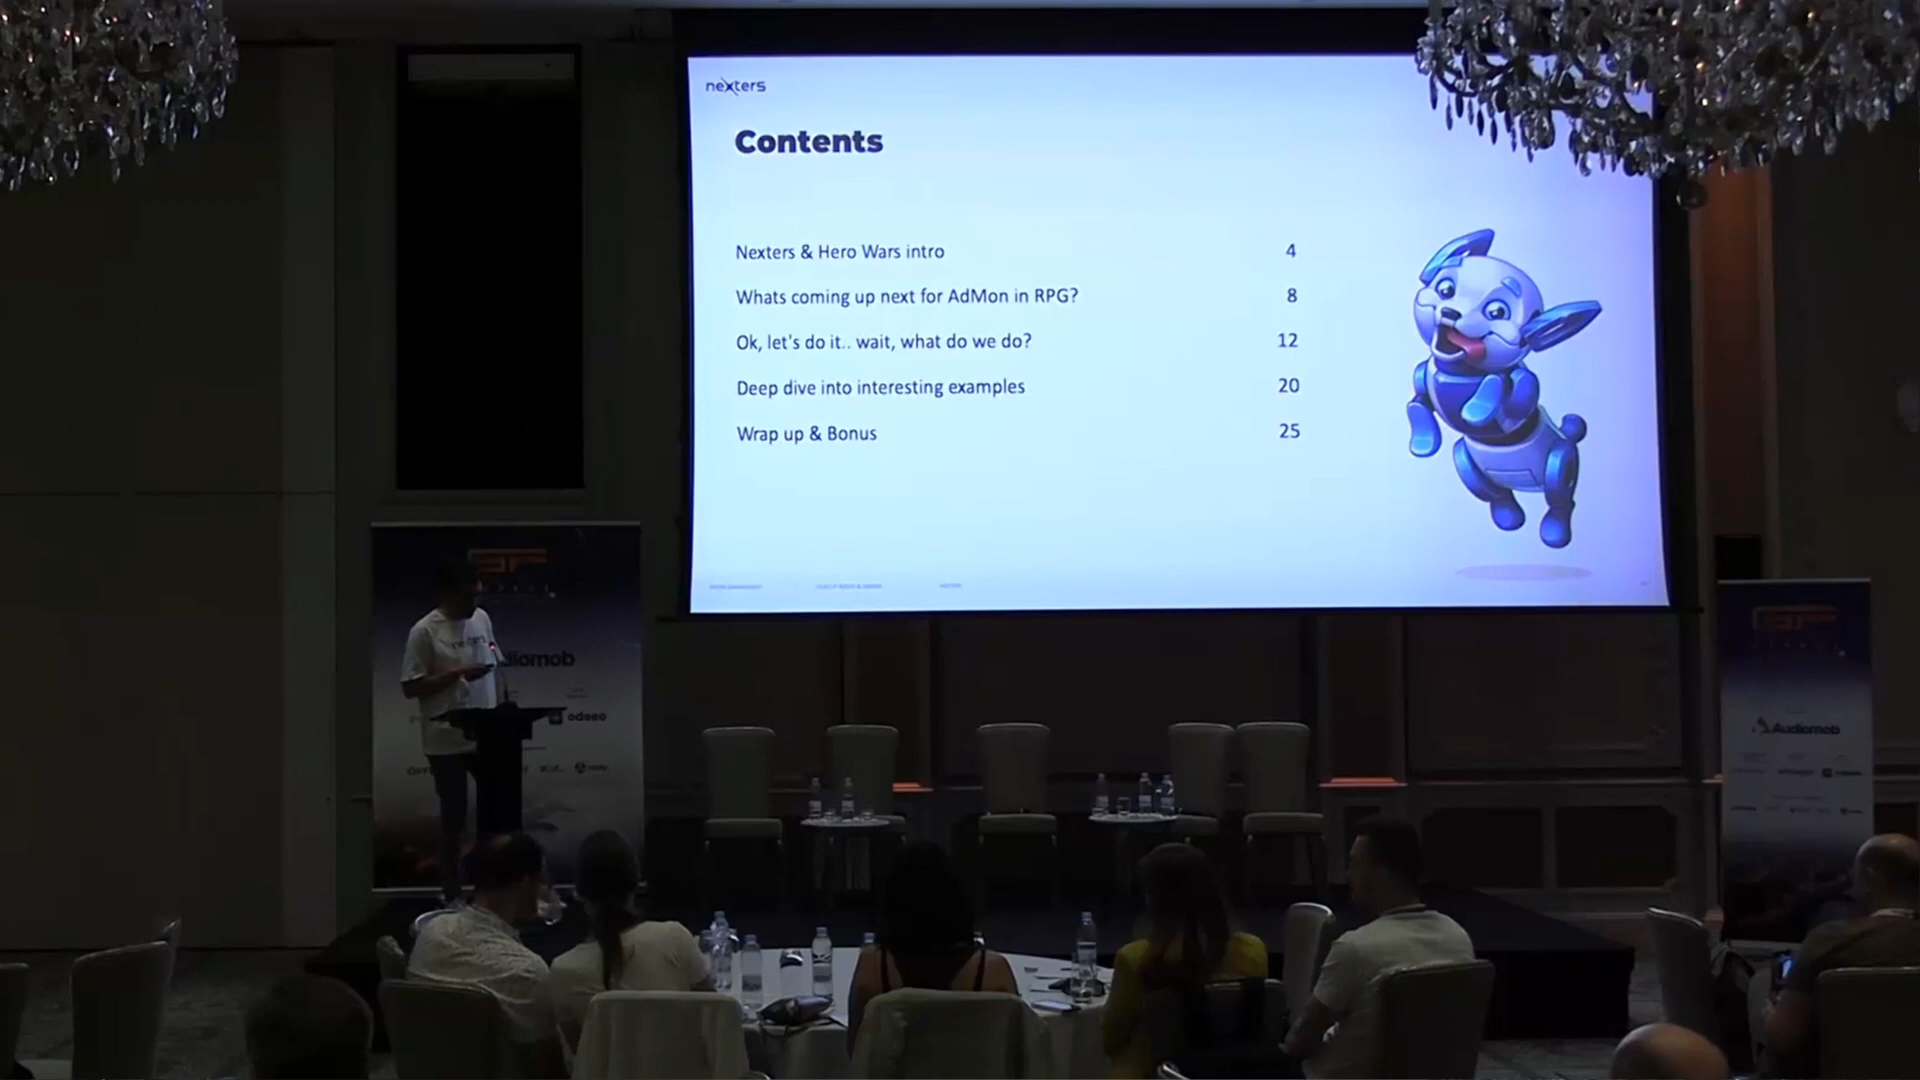 nexters
Contents
Nexters & Hero Wars intro 4
Whats coming up next for AdMon in RPG? 8
Ok, let's do it.. wait, what do we do? 12
Deep dive into interesting examples 20
Wrap up & Bonus 25
odeeo
Audiomob